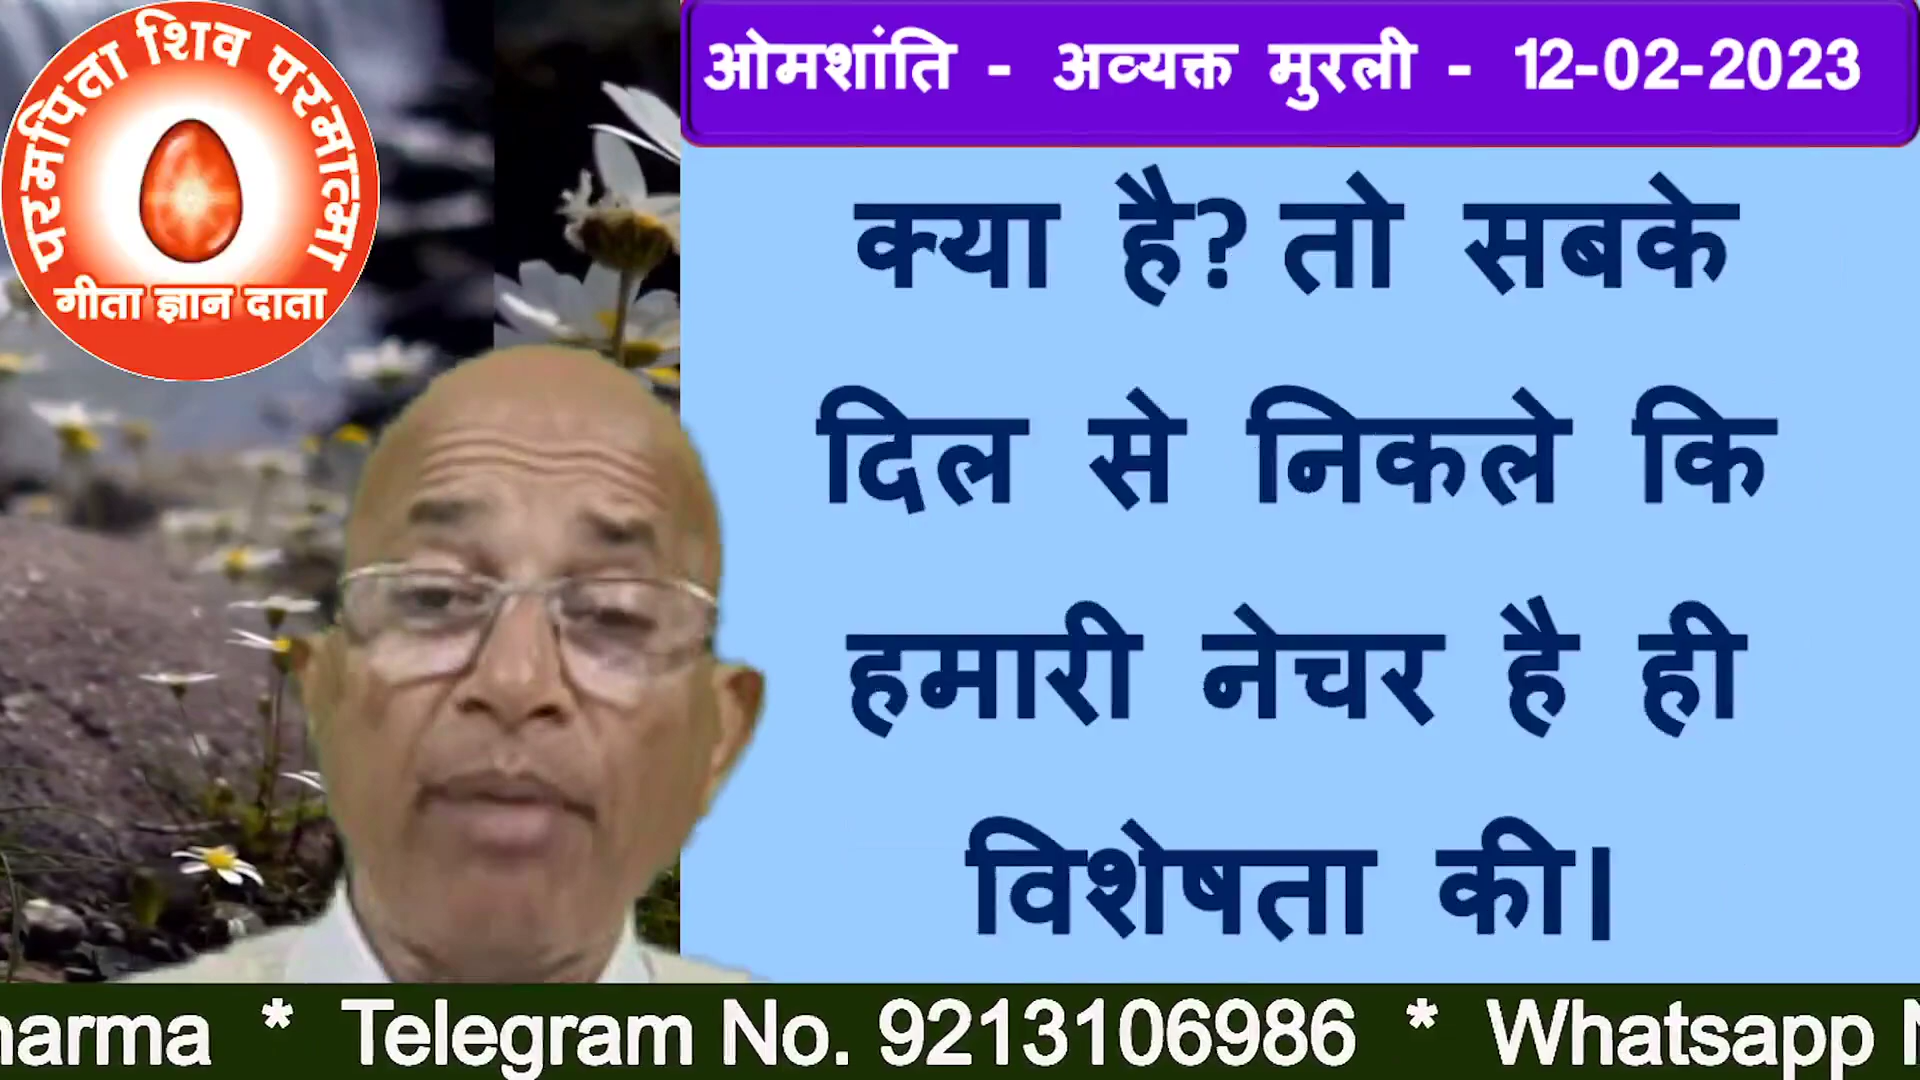 परमपिता शिव परमात्मा
गीता ज्ञान दाता
ओमशांति - अव्यक्त मुरली - 12-02-2023
क्या है? तो सबके
दिल से निकले कि
हमारी नेचर है ही
विशेषता की।
harma * Telegram No. 9213106986 * Whatsapp N